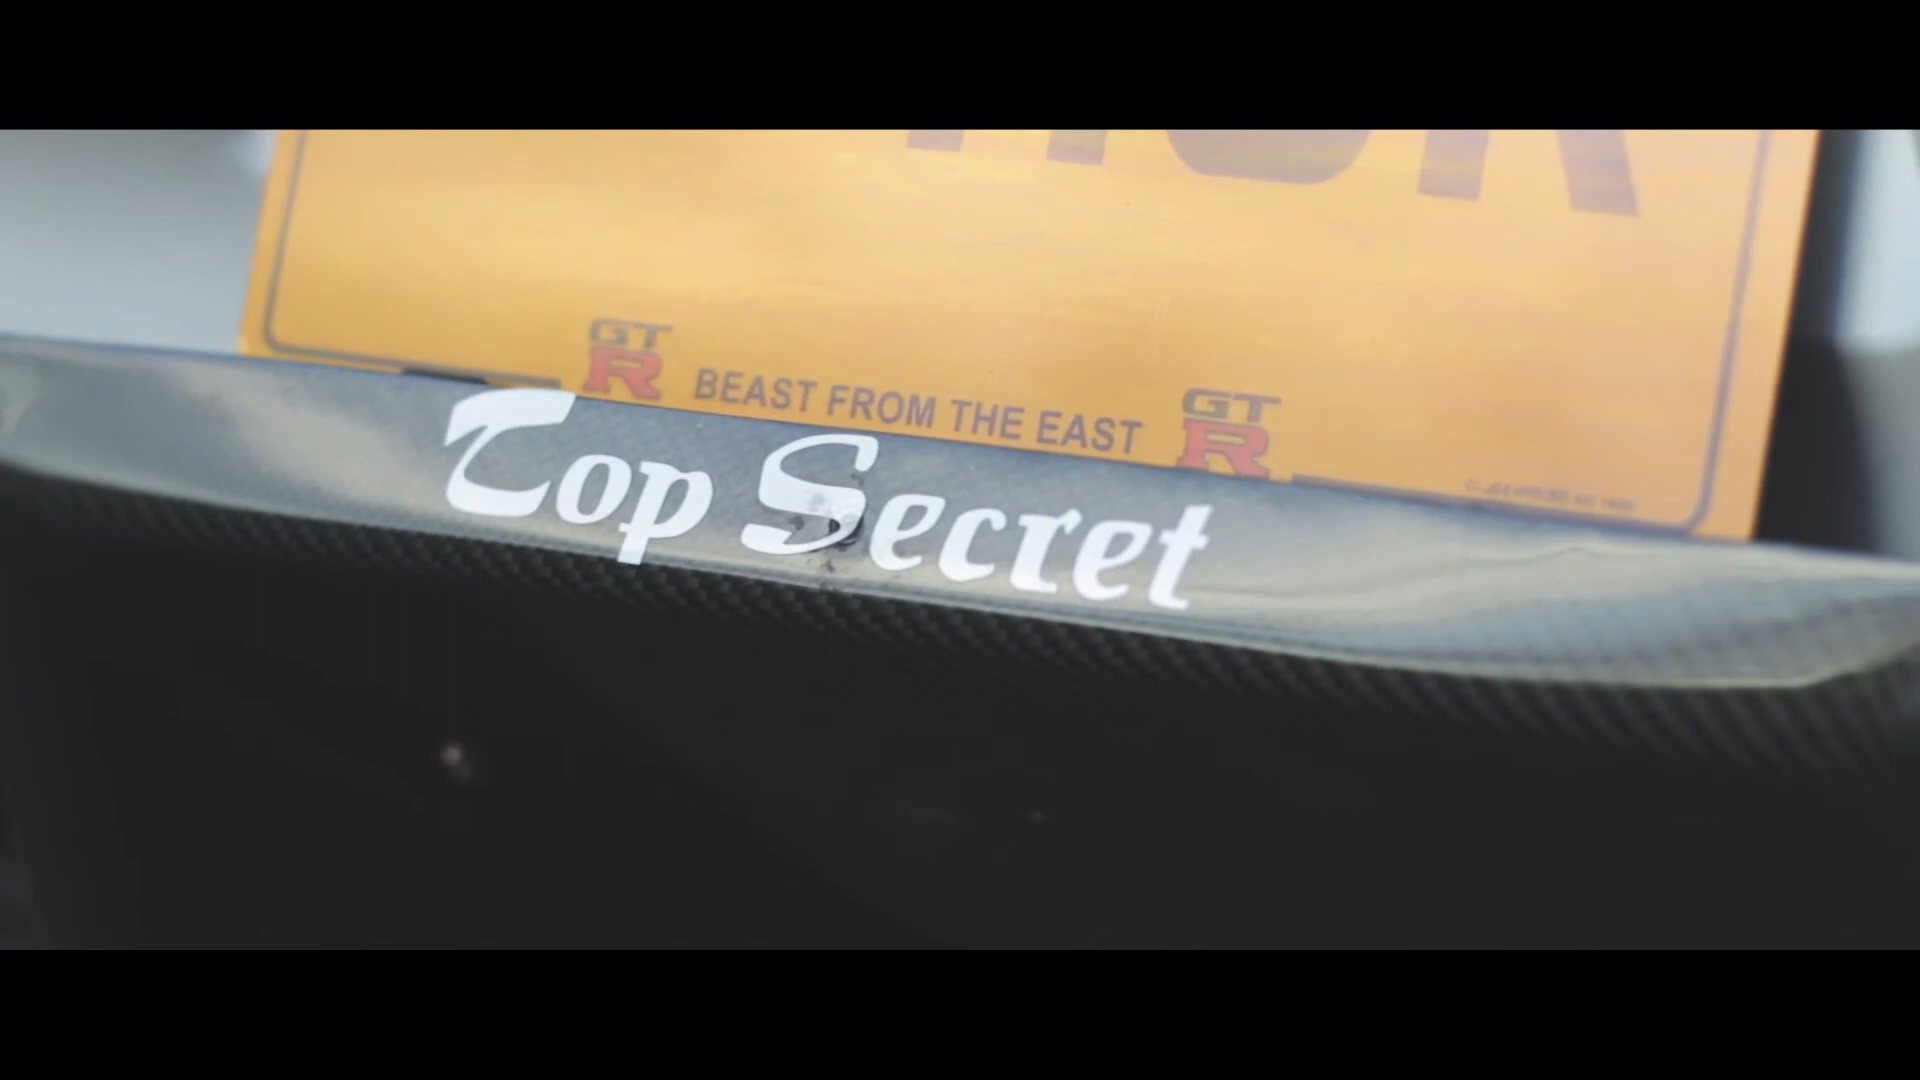 GT
R
BEAST FROM THE EAST
GT
R
Top Secret